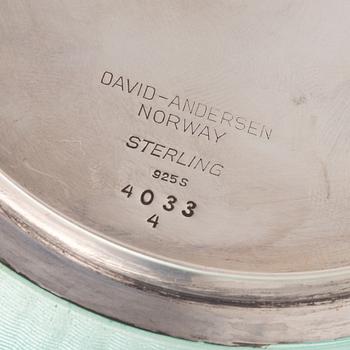 DAVID-ANDERSEN
NORWAY
STERLING
925 S
4033
4